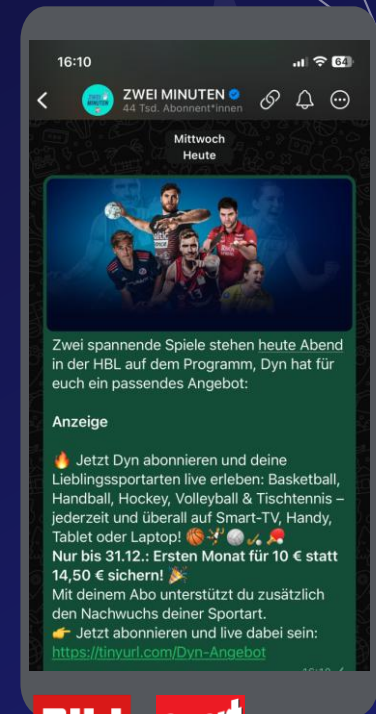 16:10
64
ZWEI MINUTEN
44 Tsd. Abonnent*innen
Mittwoch
Heute
Zwei spannende Spiele stehen heute Abend
in der HBL auf dem Programm, Dyn hat für
euch ein passendes Angebot:
Anzeige
🔥 Jetzt Dyn abonnieren und deine
Lieblingssportarten live erleben: Basketball,
Handball, Hockey, Volleyball & Tischtennis –
jederzeit und überall auf Smart-TV, Handy,
Tablet oder Laptop! 🏀🤾🏐🏑🏓
Nur bis 31.12.: Ersten Monat für 10 € statt
14,50 € sichern! 🎉
Mit deinem Abo unterstützt du zusätzlich
den Nachwuchs deiner Sportart.
👉 Jetzt abonnieren und live dabei sein:
https://tinyurl.com/Dyn-Angebot